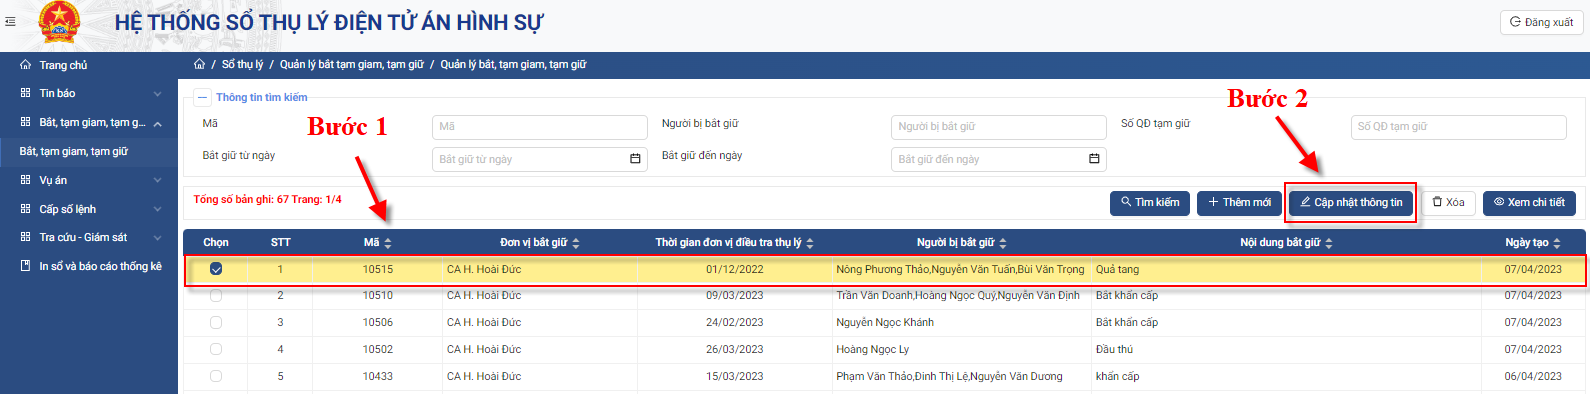 HỆ THỐNG SỔ THỤ LÝ ĐIỆN TỬ ÁN HÌNH SỰ
Đăng xuất
Trang chủ
Tin báo
Bắt, tạm giam, tạm g...
Bắt, tạm giam, tạm giữ
Vụ án
Cấp số lệnh
Tra cứu - Giám sát
In sổ và báo cáo thống kê
/ Sổ thụ lý / Quản lý bắt tạm giam, tạm giữ / Quản lý bắt, tạm giam, tạm giữ
Thông tin tìm kiếm
Bước 1
Bước 2
Mã Mã Người bị bắt giữ Người bị bắt giữ Số QĐ tạm giữ Số QĐ tạm giữ
Bắt giữ từ ngày Bắt giữ từ ngày Bắt giữ đến ngày Bắt giữ đến ngày
Tổng số bản ghi: 67 Trang: 1/4
Tìm kiếm Thêm mới Cập nhật thông tin Xóa Xem chi tiết
Chọn STT Mã Đơn vị bắt giữ Thời gian đơn vị điều tra thụ lý Người bị bắt giữ Nội dung bắt giữ Ngày tạo
1 10515 CA H. Hoài Đức 01/12/2022 Nông Phương Thảo,Nguyễn Văn Tuấn,Bùi Văn Trọng Quả tang 07/04/2023
2 10510 CA H. Hoài Đức 09/03/2023 Trần Văn Doanh,Hoàng Ngọc Quý,Nguyễn Văn Định Bắt khẩn cấp 07/04/2023
3 10506 CA H. Hoài Đức 24/02/2023 Nguyễn Ngọc Khánh Bắt khẩn cấp 07/04/2023
4 10502 CA H. Hoài Đức 26/03/2023 Hoàng Ngọc Ly Đầu thú 07/04/2023
5 10433 CA H. Hoài Đức 15/03/2023 Phạm Văn Thảo,Đinh Thị Lệ,Nguyễn Văn Dương khẩn cấp 06/04/2023